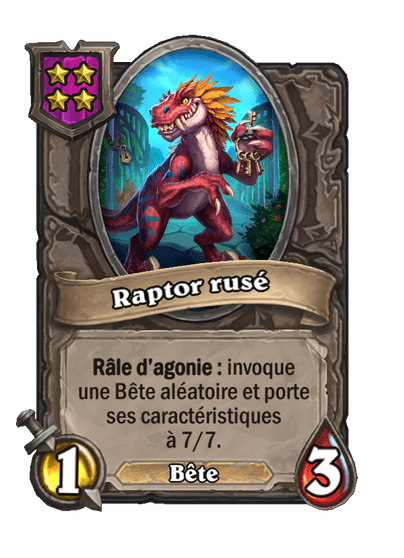 Raptor rusé
Râle d’agonie : invoque
une Bête aléatoire et porte
ses caractéristiques
à 7/7.
1
Bête
3